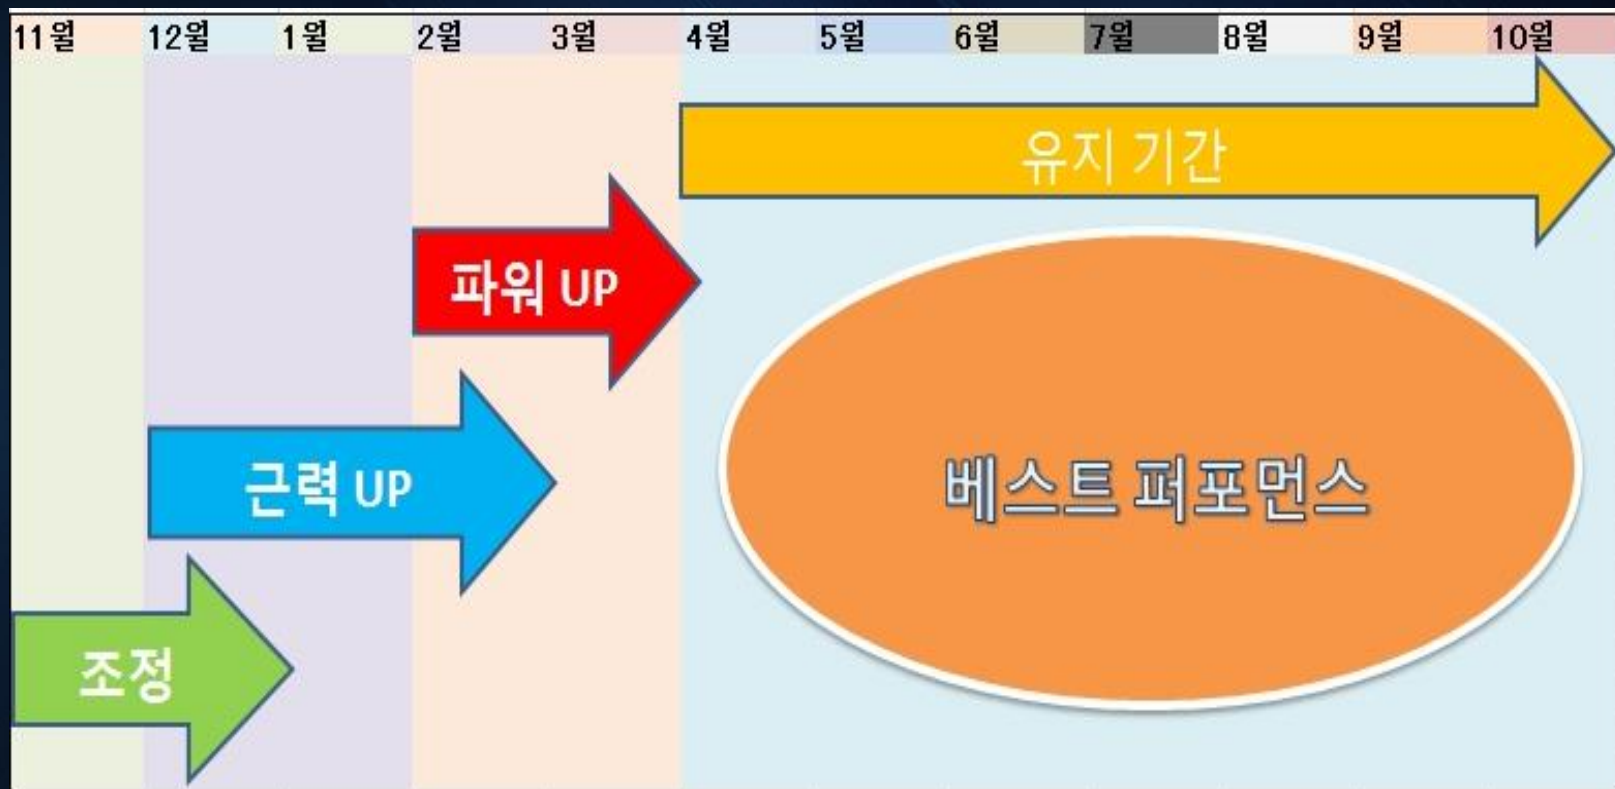 11월 12월 1월 2월 3월 4월 5월 6월 7월 8월 9월 10월
유지 기간
파워 UP
베스트 퍼포먼스
근력 UP
조정